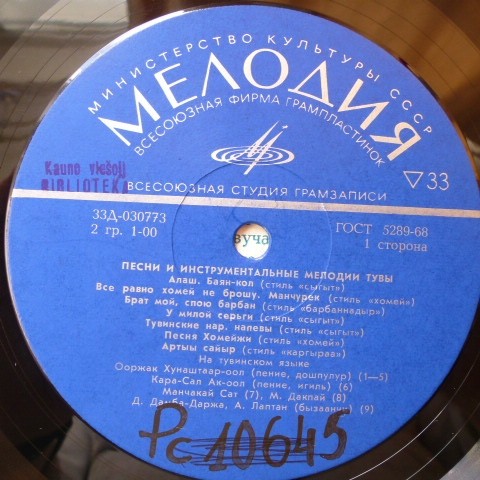 МИНИСТЕРСТВО КУЛЬТУРЫ СССР
МЕЛОДИЯ
ВСЕСОЮЗНАЯ ФИРМА ГРАМПЛАСТИНОК
Kauno viešoji
BIBLIOTEKA
▽33
ВСЕСОЮЗНАЯ СТУДИЯ ГРАМЗАПИСИ
33Д-030773
2 гр. 1-00
вуча
ГОСТ 5289-68
1 сторона
ПЕСНИ И ИНСТРУМЕНТАЛЬНЫЕ МЕЛОДИИ ТУВЫ
Алаш. Баян-кол (стиль «сыгыт»)
Все равно хомей не брошу. Манчурек (стиль «хомей»)
Брат мой, спою барбан (стиль «барбаннадыр»)
У милой серьги (стиль «сыгыт»)
Тувинские нар. напевы (стиль «сыгыт»)
Песня Хомейжи (стиль «хомей»)
Артыы сайыр (стиль «каргыраа»)
На тувинском языке
Ооржак Хунаштаар-оол (пение, дошпулур) (1—5)
Кара-Сал Ак-оол (пение, игиль) (6)
Манчакай Сат (7), М. Дакпай (8)
Д. Дамба-Даржа, А. Лаптан (бызаанчи) (9)
Рс10645